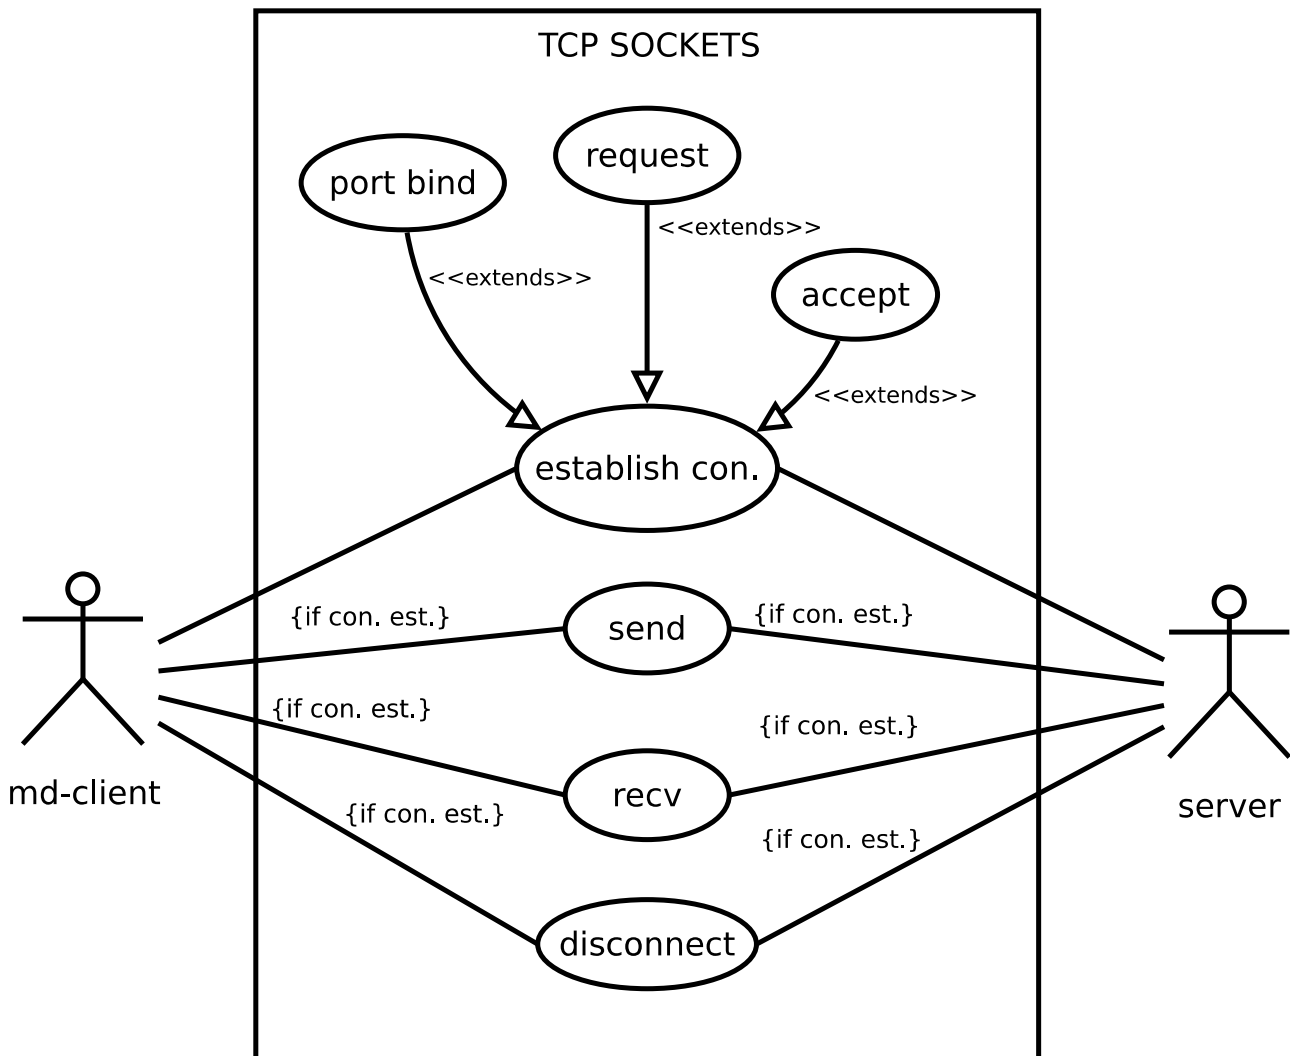 TCP SOCKETS
request
port bind
<<extends>>
<<extends>>
accept
<<extends>>
establish con.
{if con. est.}
send
{if con. est.}
{if con. est.}
{if con. est.}
md-client
recv
server
{if con. est.}
{if con. est.}
disconnect